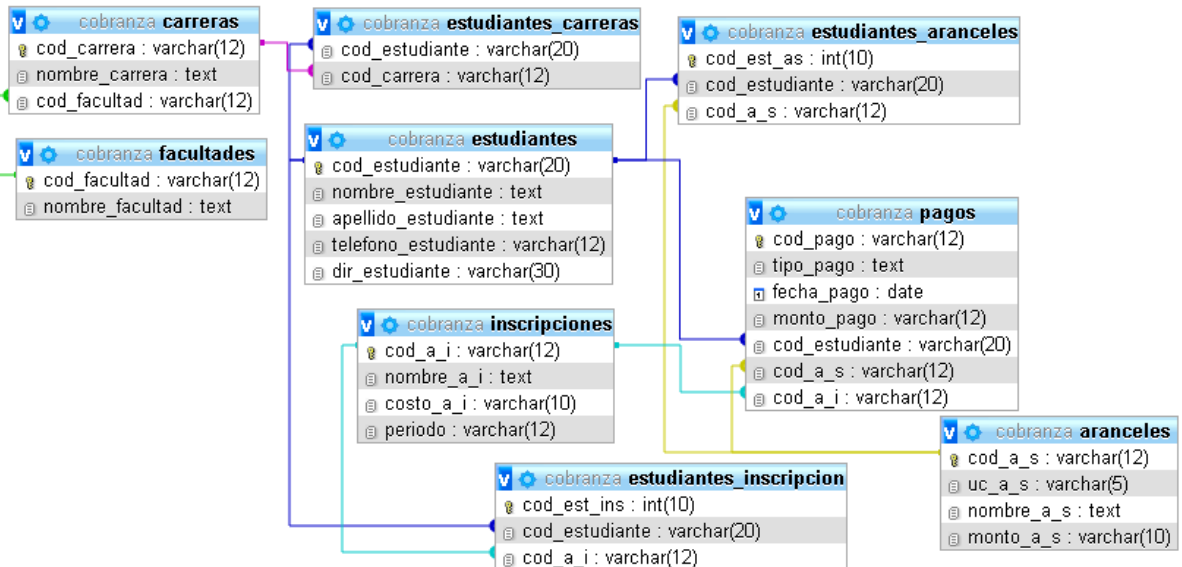 cobranza carreras
cod_carrera : varchar(12)
nombre_carrera : text
cod_facultad : varchar(12)
cobranza facultades
cod_facultad : varchar(12)
nombre_facultad : text
cobranza estudiantes_carreras
cod_estudiante : varchar(20)
cod_carrera : varchar(12)
cobranza estudiantes
cod_estudiante : varchar(20)
nombre_estudiante : text
apellido_estudiante : text
telefono_estudiante : varchar(12)
dir_estudiante : varchar(30)
cobranza inscripciones
cod_a_i : varchar(12)
nombre_a_i : text
costo_a_i : varchar(10)
periodo : varchar(12)
cobranza estudiantes_inscripcion
cod_est_ins : int(10)
cod_estudiante : varchar(20)
cod_a_i : varchar(12)
cobranza estudiantes_aranceles
cod_est_as : int(10)
cod_estudiante : varchar(20)
cod_a_s : varchar(12)
cobranza pagos
cod_pago : varchar(12)
tipo_pago : text
fecha_pago : date
monto_pago : varchar(12)
cod_estudiante : varchar(20)
cod_a_s : varchar(12)
cod_a_i : varchar(12)
cobranza aranceles
cod_a_s : varchar(12)
uc_a_s : varchar(5)
nombre_a_s : text
monto_a_s : varchar(10)